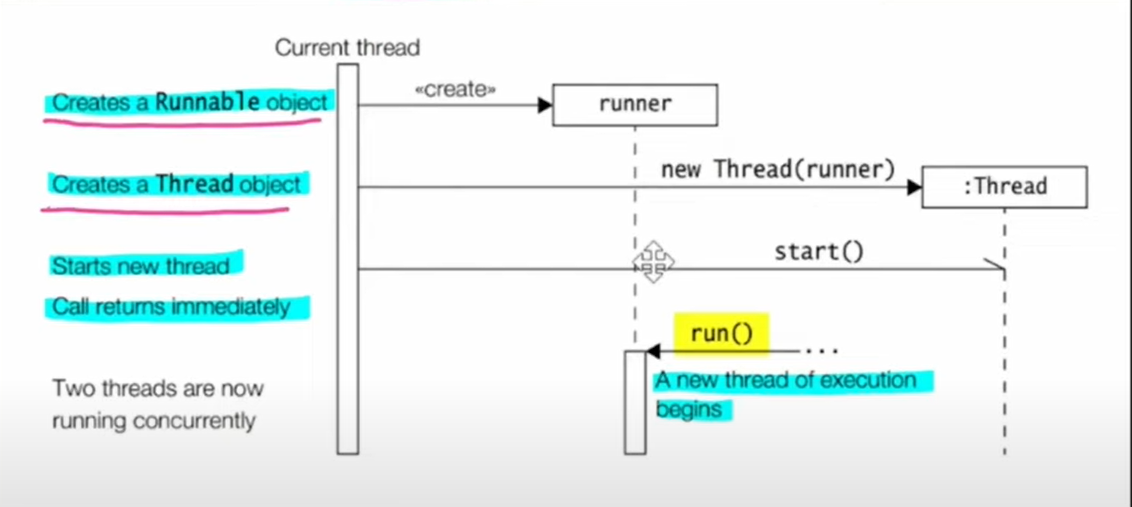 Current thread
Creates a Runnable object
«create»
runner
Creates a Thread object
new Thread(runner)
:Thread
Starts new thread
start()
Call returns immediately
run()
...
A new thread of execution
begins
Two threads are now
running concurrently